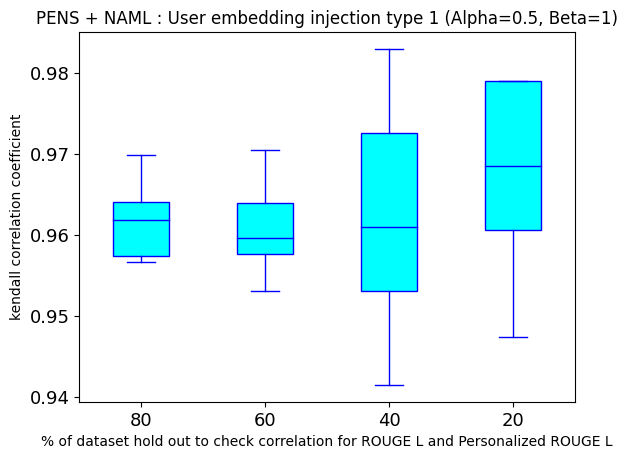 PENS + NAML : User embedding injection type 1 (Alpha=0.5, Beta=1)
kendall correlation coefficient
0.98
0.97
0.96
0.95
0.94
80 60 40 20
% of dataset hold out to check correlation for ROUGE L and Personalized ROUGE L